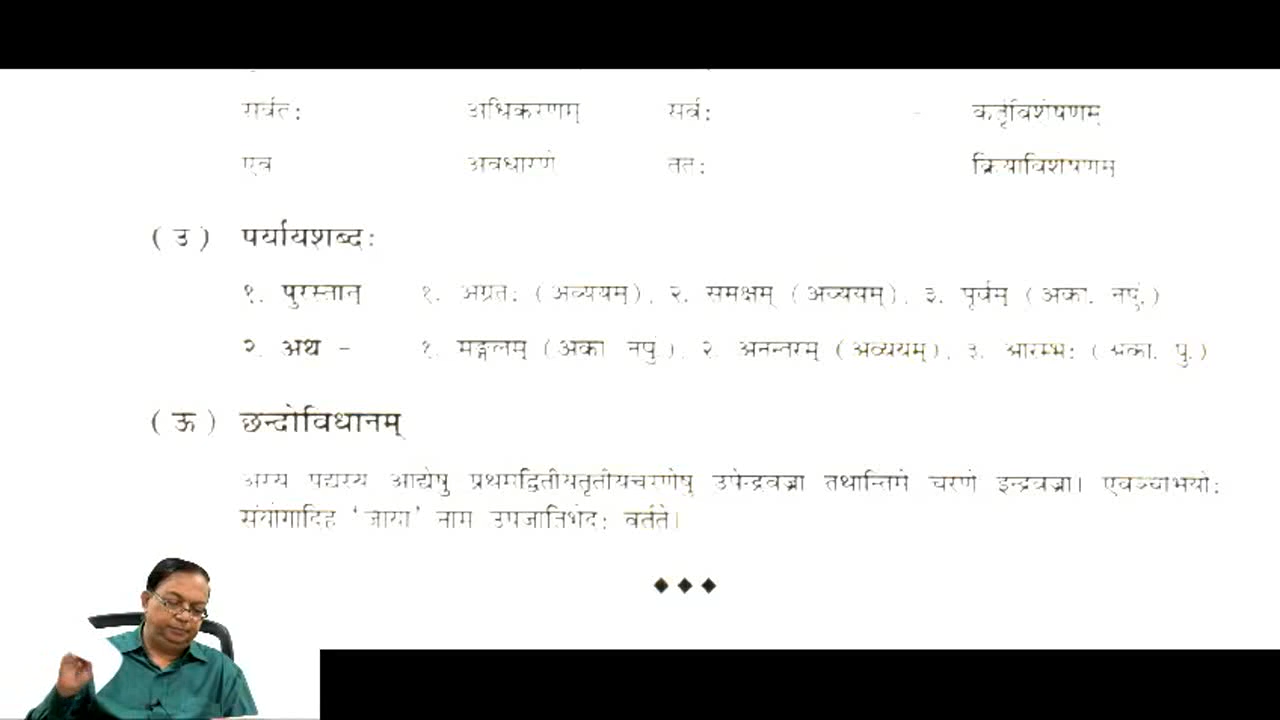 सर्वतः अधिकरणम् सर्वः - कर्तृविशेषणम्
एव अवधारणे ततः क्रियाविशेषणम्
( उ ) पर्यायशब्दः
१. पुरस्तात् १. अग्रतः (अव्ययम्), २. समक्षम् (अव्ययम्), ३. पूर्वम् (अका. नपुं.)
२. अथ - १. मङ्गलम् (अका नपुं), २. अनन्तरम् (अव्ययम्), ३. आरम्भः (अका. पु.)
( ऊ ) छन्दोविधानम्
अस्य पद्यस्य आद्येषु प्रथमद्वितीयतृतीयचरणेषु उपेन्द्रवज्रा तथान्तिमे चरणे इन्द्रवज्रा। एवञ्चोभयोः
संयोगादिह ‘जाया’ नाम उपजातिभेदः वर्तते।